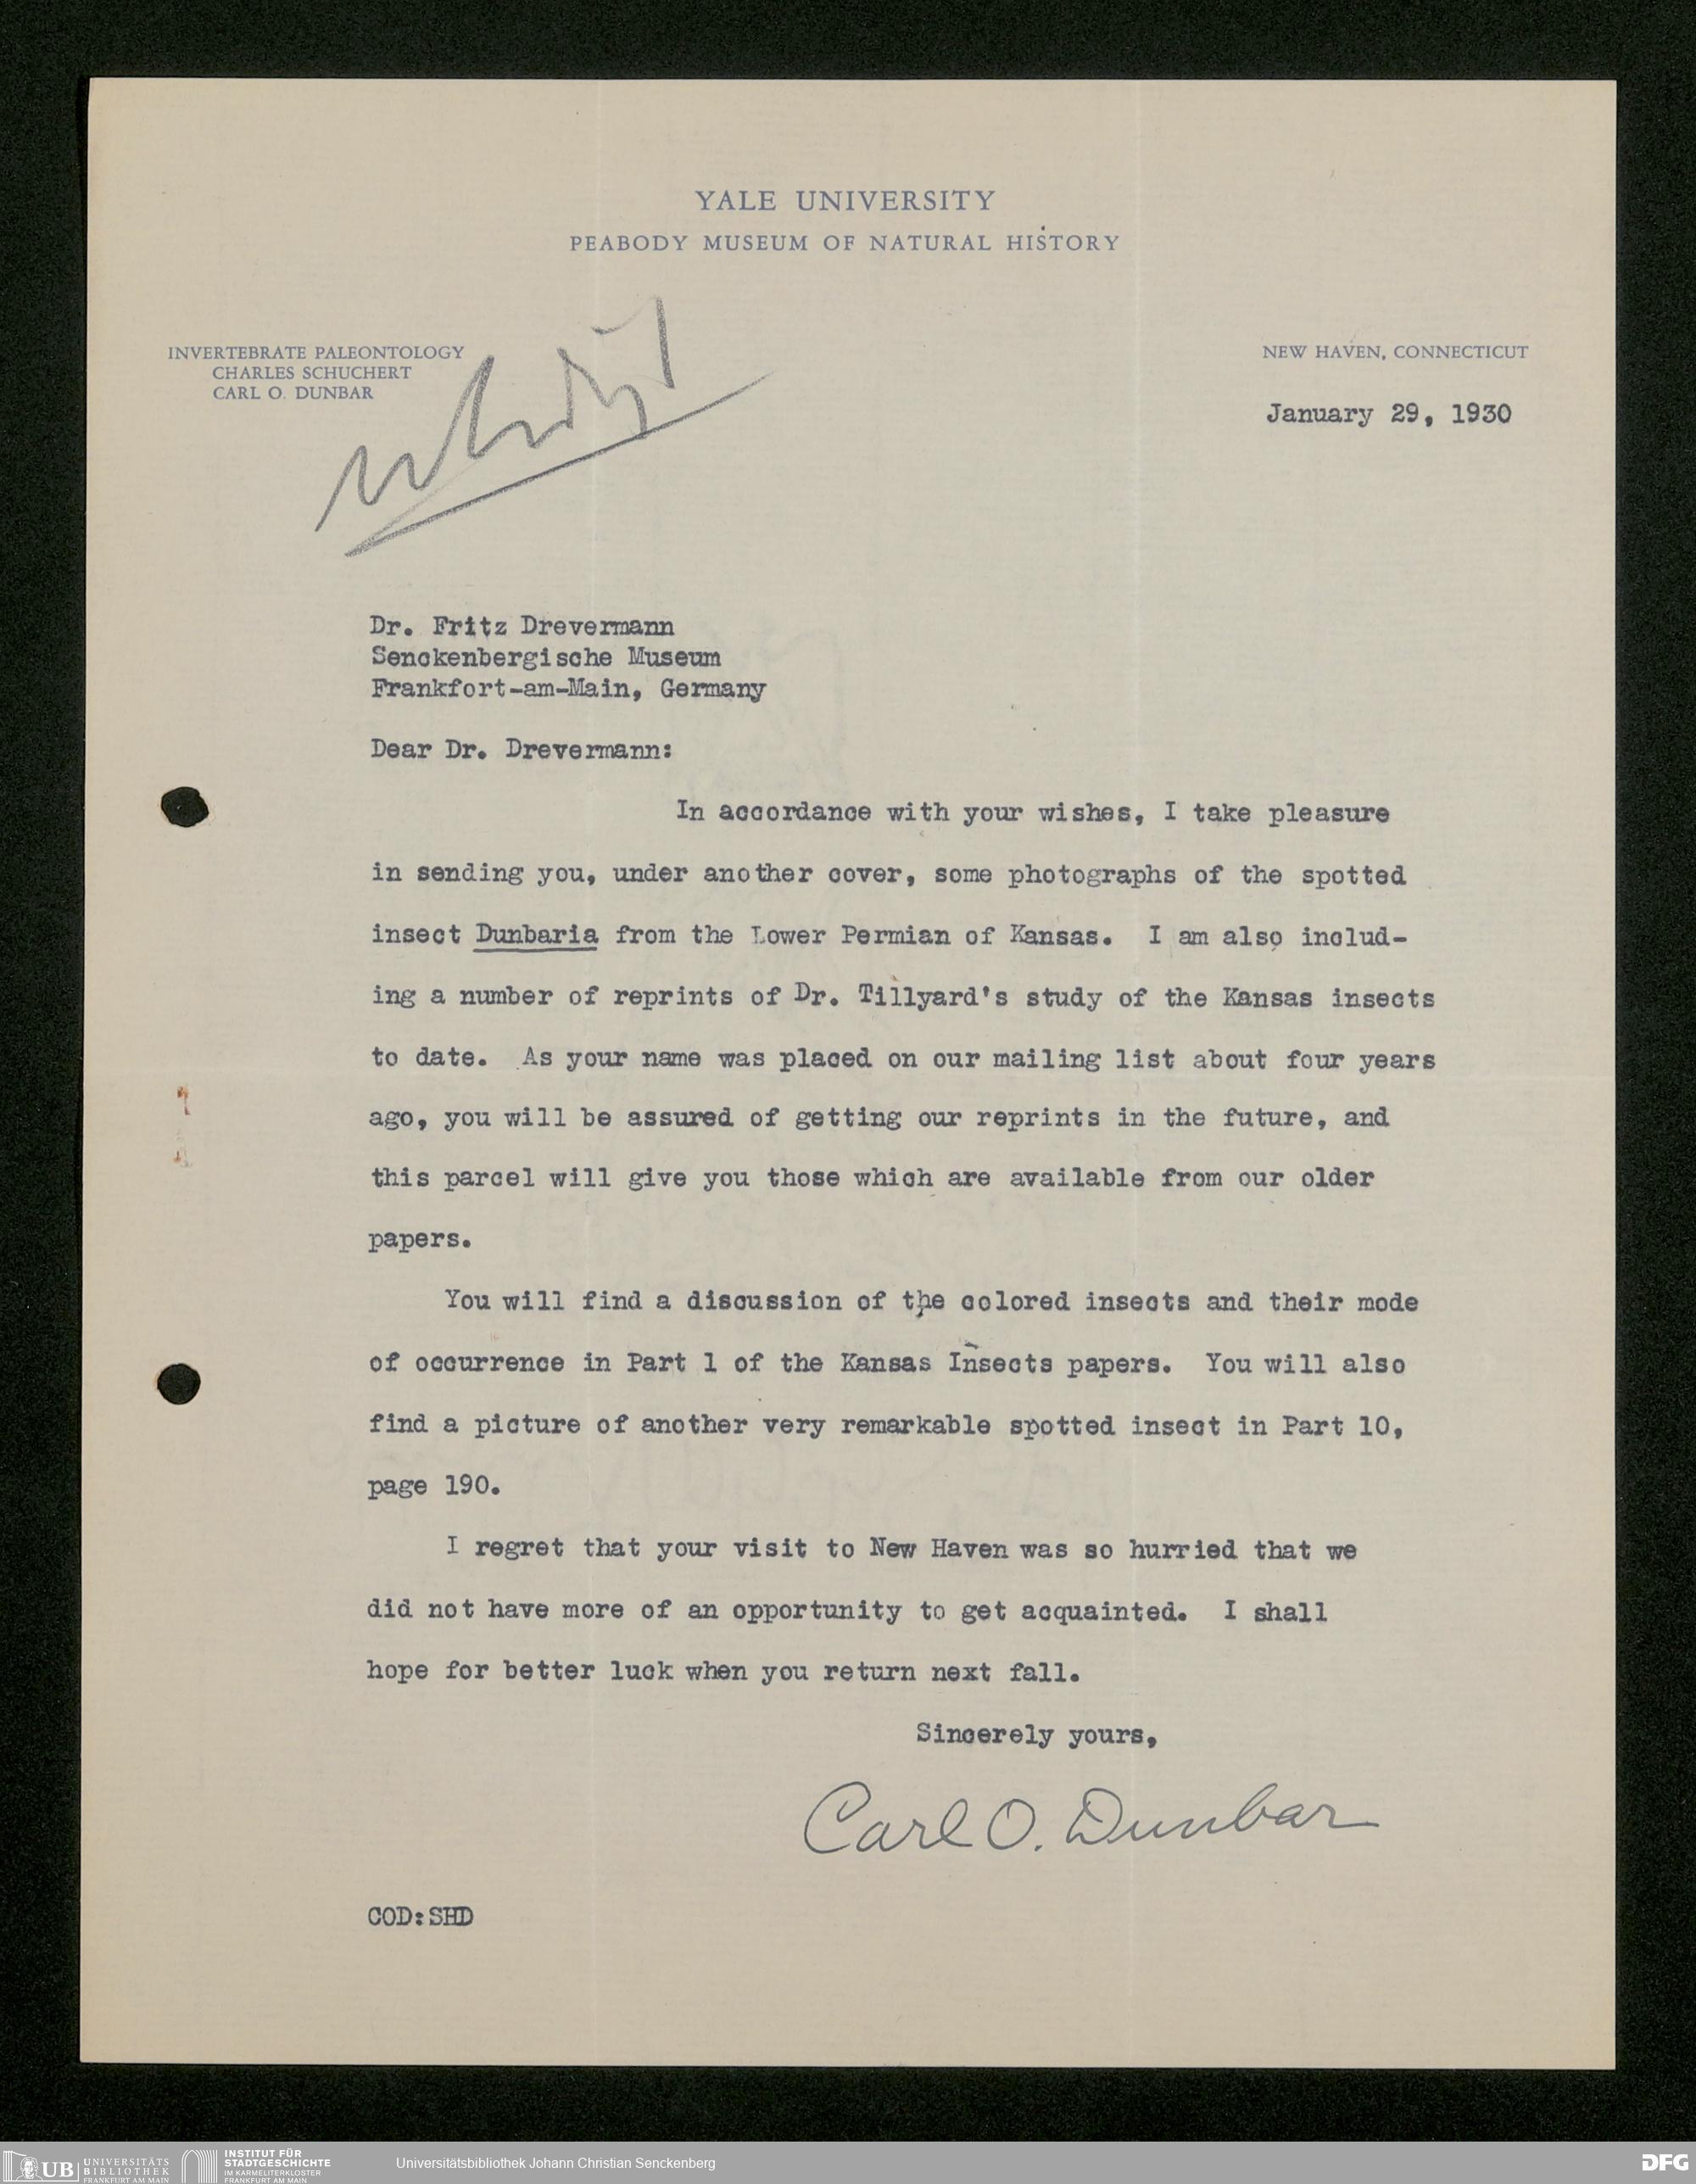 YALE UNIVERSITY
PEABODY MUSEUM OF NATURAL HISTORY
INVERTEBRATE PALEONTOLOGY
CHARLES SCHUCHERT
CARL O. DUNBAR
NEW HAVEN, CONNECTICUT
January 29, 1930
Dr. Fritz Drevermann
Senckenbergische Museum
Frankfort-am-Main, Germany
Dear Dr. Drevermann:
In accordance with your wishes, I take pleasure
in sending you, under another cover, some photographs of the spotted
insect Dunbaria from the Lower Permian of Kansas. I am also includ-
ing a number of reprints of Dr. Tillyard's study of the Kansas insects
to date. As your name was placed on our mailing list about four years
ago, you will be assured of getting our reprints in the future, and
this parcel will give you those which are available from our older
papers.
You will find a discussion of the colored insects and their mode
of occurrence in Part 1 of the Kansas Insects papers. You will also
find a picture of another very remarkable spotted insect in Part 10,
page 190.
I regret that your visit to New Haven was so hurried that we
did not have more of an opportunity to get acquainted. I shall
hope for better luck when you return next fall.
Sincerely yours,
Carl O. Dunbar
COD:SHD
UB UNIVERSITÄTS
BIBLIOTHEK
FRANKFURT AM MAIN
INSTITUT FÜR
STADTGESCHICHTE
IM KARMELITERKLOSTER
FRANKFURT AM MAIN
Universitätsbibliothek Johann Christian Senckenberg
DFG